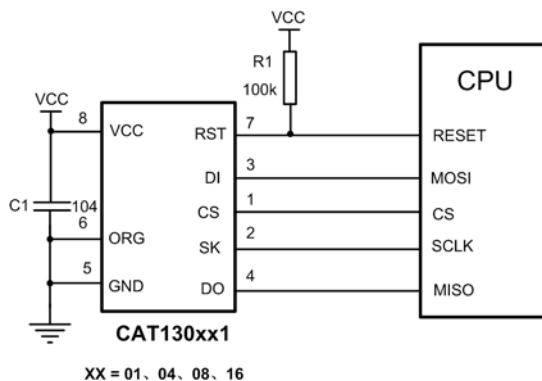 VCC
R1
100k
CPU
VCC
8
VCC
RST
7
RESET
DI
3
MOSI
C1
104
CS
1
CS
6
ORG
SK
2
SCLK
5
GND
DO
4
MISO
CAT130xx1
XX = 01、04、08、16